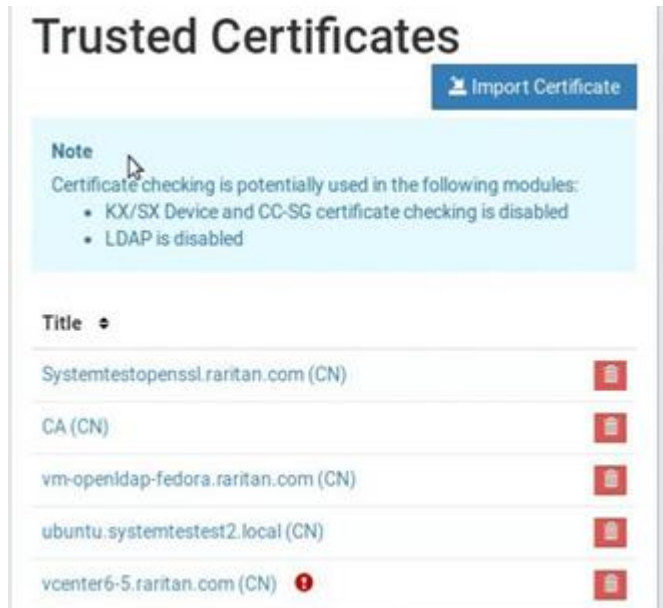 Trusted Certificates
Import Certificate
Note
Certificate checking is potentially used in the following modules:
• KX/SX Device and CC-SG certificate checking is disabled
• LDAP is disabled
Title
Systemtestopenssl.raritan.com (CN)
CA (CN)
vm-openldap-fedora.raritan.com (CN)
ubuntu.systemtestest2.local (CN)
vcenter6-5.raritan.com (CN)